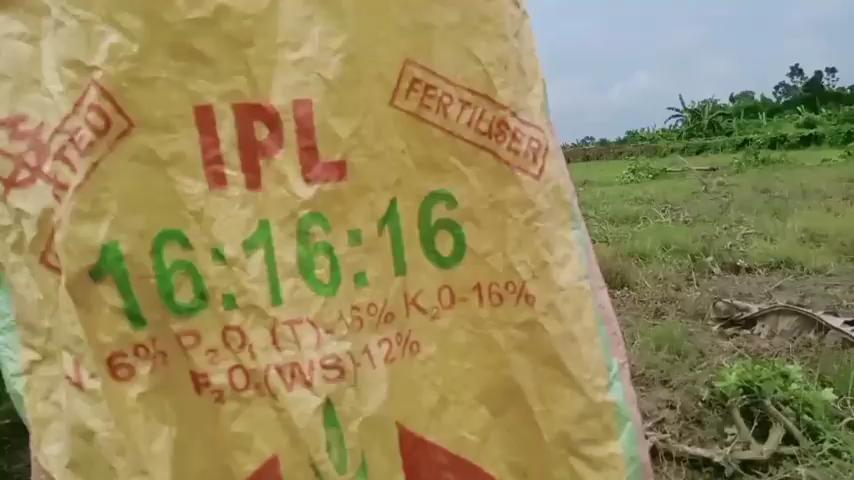 FERTILISER
IPL
16:16:16
6% P₂O₅(T)-16% K₂O-16%
P₂O₅(WS)-12%